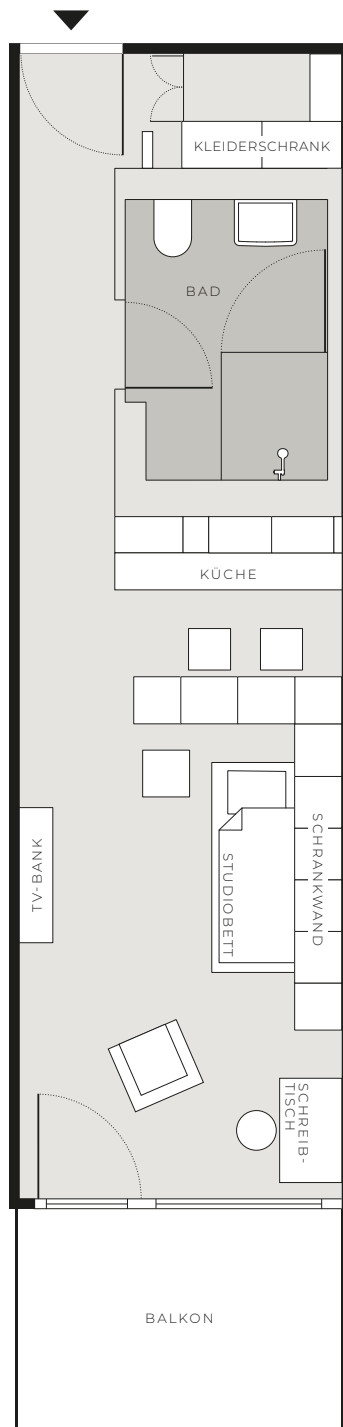 KLEIDERSCHRANK
BAD
KÜCHE
TV-BANK
STUDIOBETT
SCHRANKWAND
SCHREIB-
TISCH
BALKON